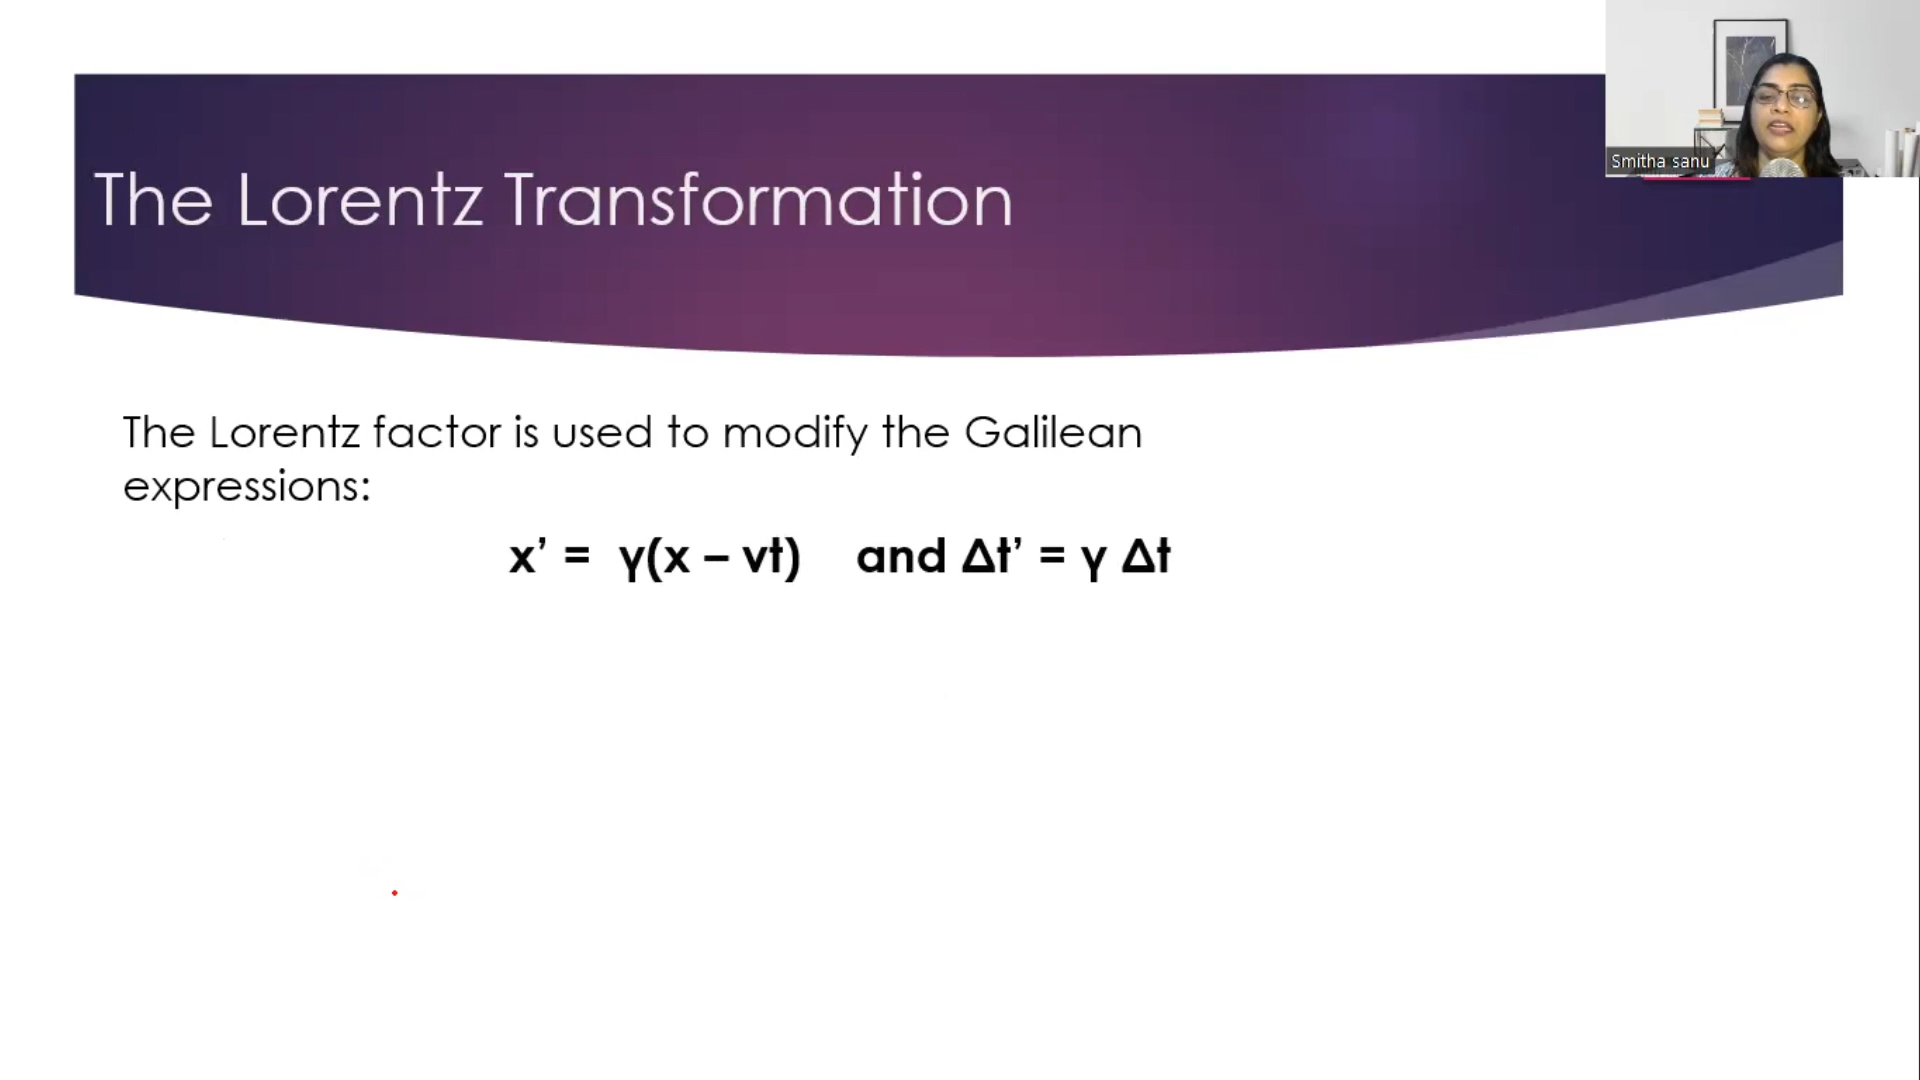 Smitha sanu
The Lorentz Transformation
The Lorentz factor is used to modify the Galilean
expressions:
x’ = γ(x – vt) and Δt’ = γ Δt